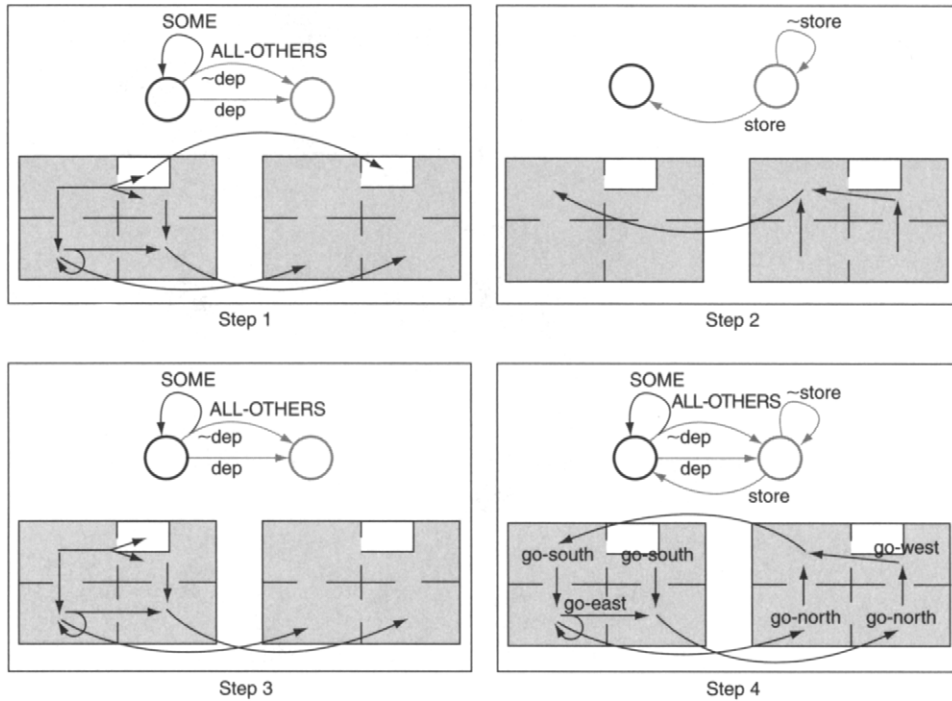 SOME
ALL-OTHERS
~dep
dep
Step 1
~store
store
Step 2
SOME
ALL-OTHERS
~dep
dep
Step 3
SOME
ALL-OTHERS
~store
~dep
dep
store
go-south
go-south
go-west
go-east
go-north
go-north
Step 4